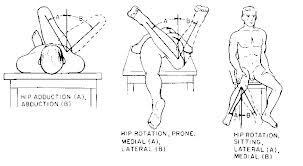 A
B
HIP ADDUCTION (A),
ABDUCTION (B)
A
B
HIP ROTATION, PRONE,
MEDIAL (A),
LATERAL (B)
A
B
HIP ROTATION,
SITTING,
LATERAL (A),
MEDIAL (B)